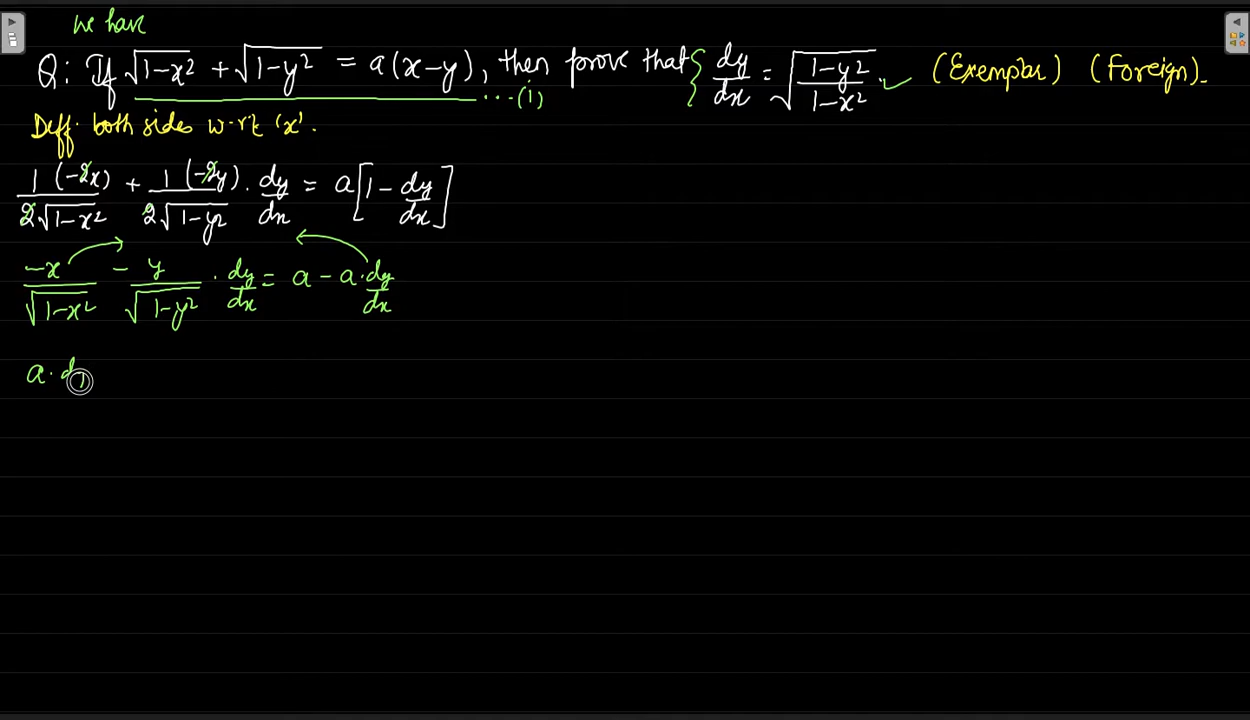 we have
Q: If √1-x² + √1-y² = a(x-y), then prove that { dy/dx = √(1-y²)/(1-x²) . (Exemplar) (Foreign).
...(i)
Diff. both sides w.r.t 'x'.
1/(2√1-x²) (-2x) + 1/(2√1-y²) (-2y) · dy/dx = a[1 - dy/dx]
-x/√1-x² - y/√1-y² · dy/dx = a - a · dy/dx
a · dy